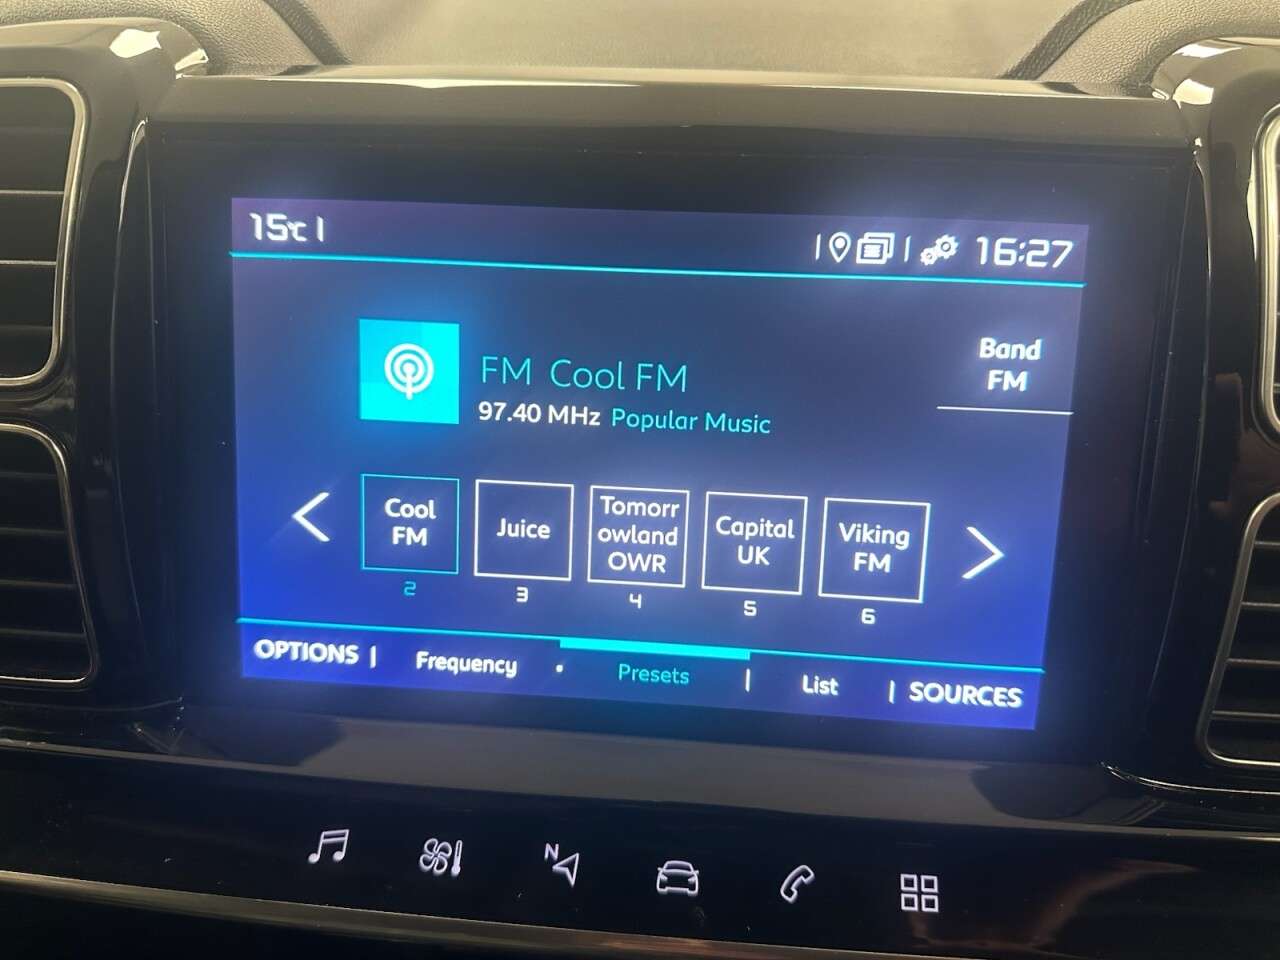 15°C
16:27
FM Cool FM
97.40 MHz Popular Music
Band
FM
Cool
FM
2
Juice
3
Tomorr
owland
OWR
4
Capital
UK
5
Viking
FM
6
OPTIONS
Frequency
Presets
List
SOURCES
N